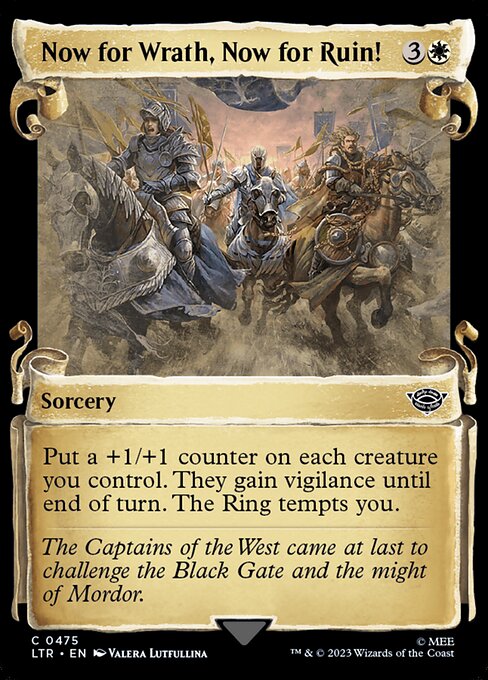 Now for Wrath, Now for Ruin! 3
Sorcery
Put a +1/+1 counter on each creature
you control. They gain vigilance until
end of turn. The Ring tempts you.
The Captains of the West came at last to
challenge the Black Gate and the might
of Mordor.
C 0475
LTR • EN VALERA LUTFULLINA
© MEE
™ & © 2023 Wizards of the Coast